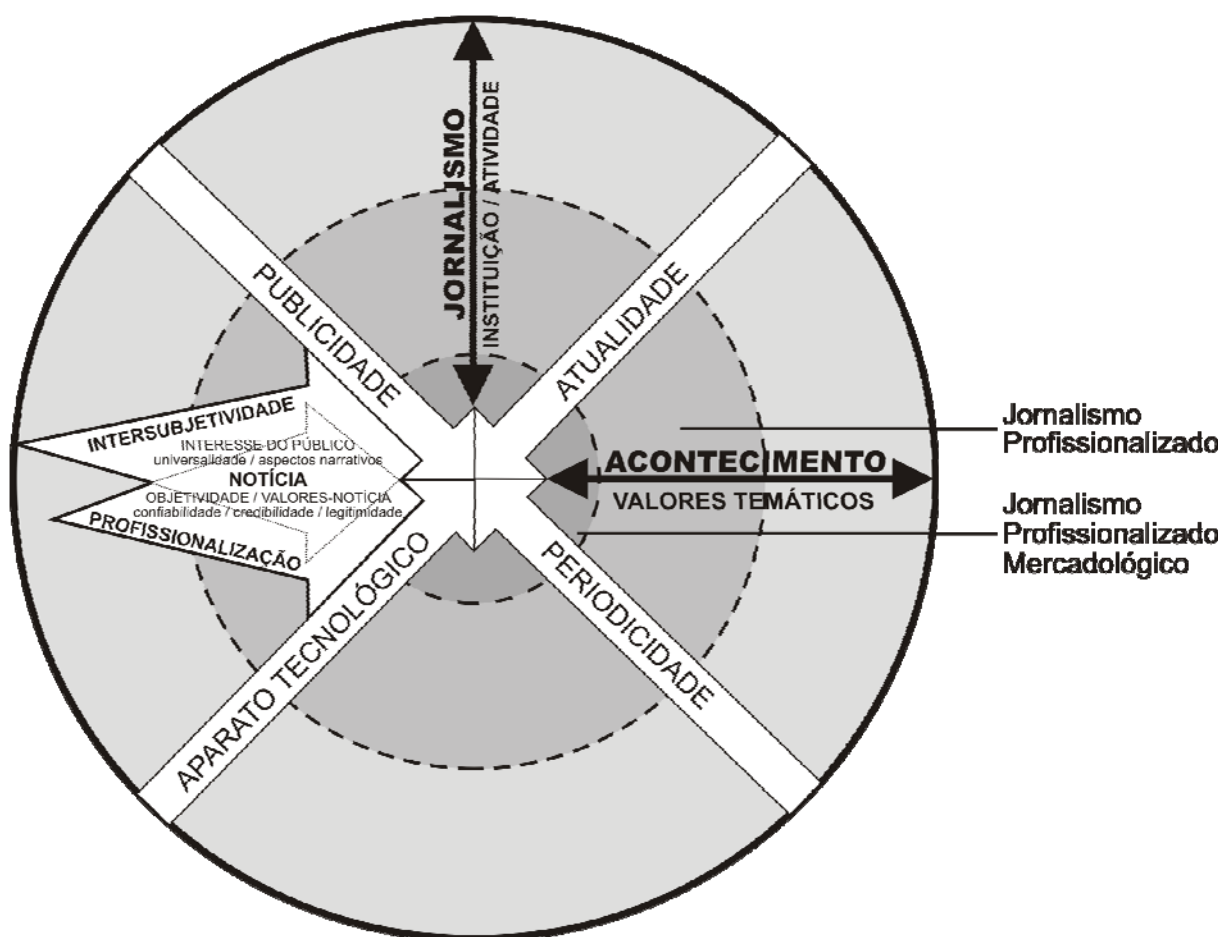 JORNALISMO
INSTITUIÇÃO / ATIVIDADE
PUBLICIDADE
ATUALIDADE
INTERSUBJETIVIDADE
INTERESSE DO PÚBLICO
universalidade / aspectos narrativos
NOTÍCIA
OBJETIVIDADE / VALORES-NOTÍCIA
confiabilidade / credibilidade / legitimidade
PROFISSIONALIZAÇÃO
ACONTECIMENTO
VALORES TEMÁTICOS
Jornalismo
Profissionalizado
Jornalismo
Profissionalizado
Mercadológico
APARATO TECNOLÓGICO
PERIODICIDADE